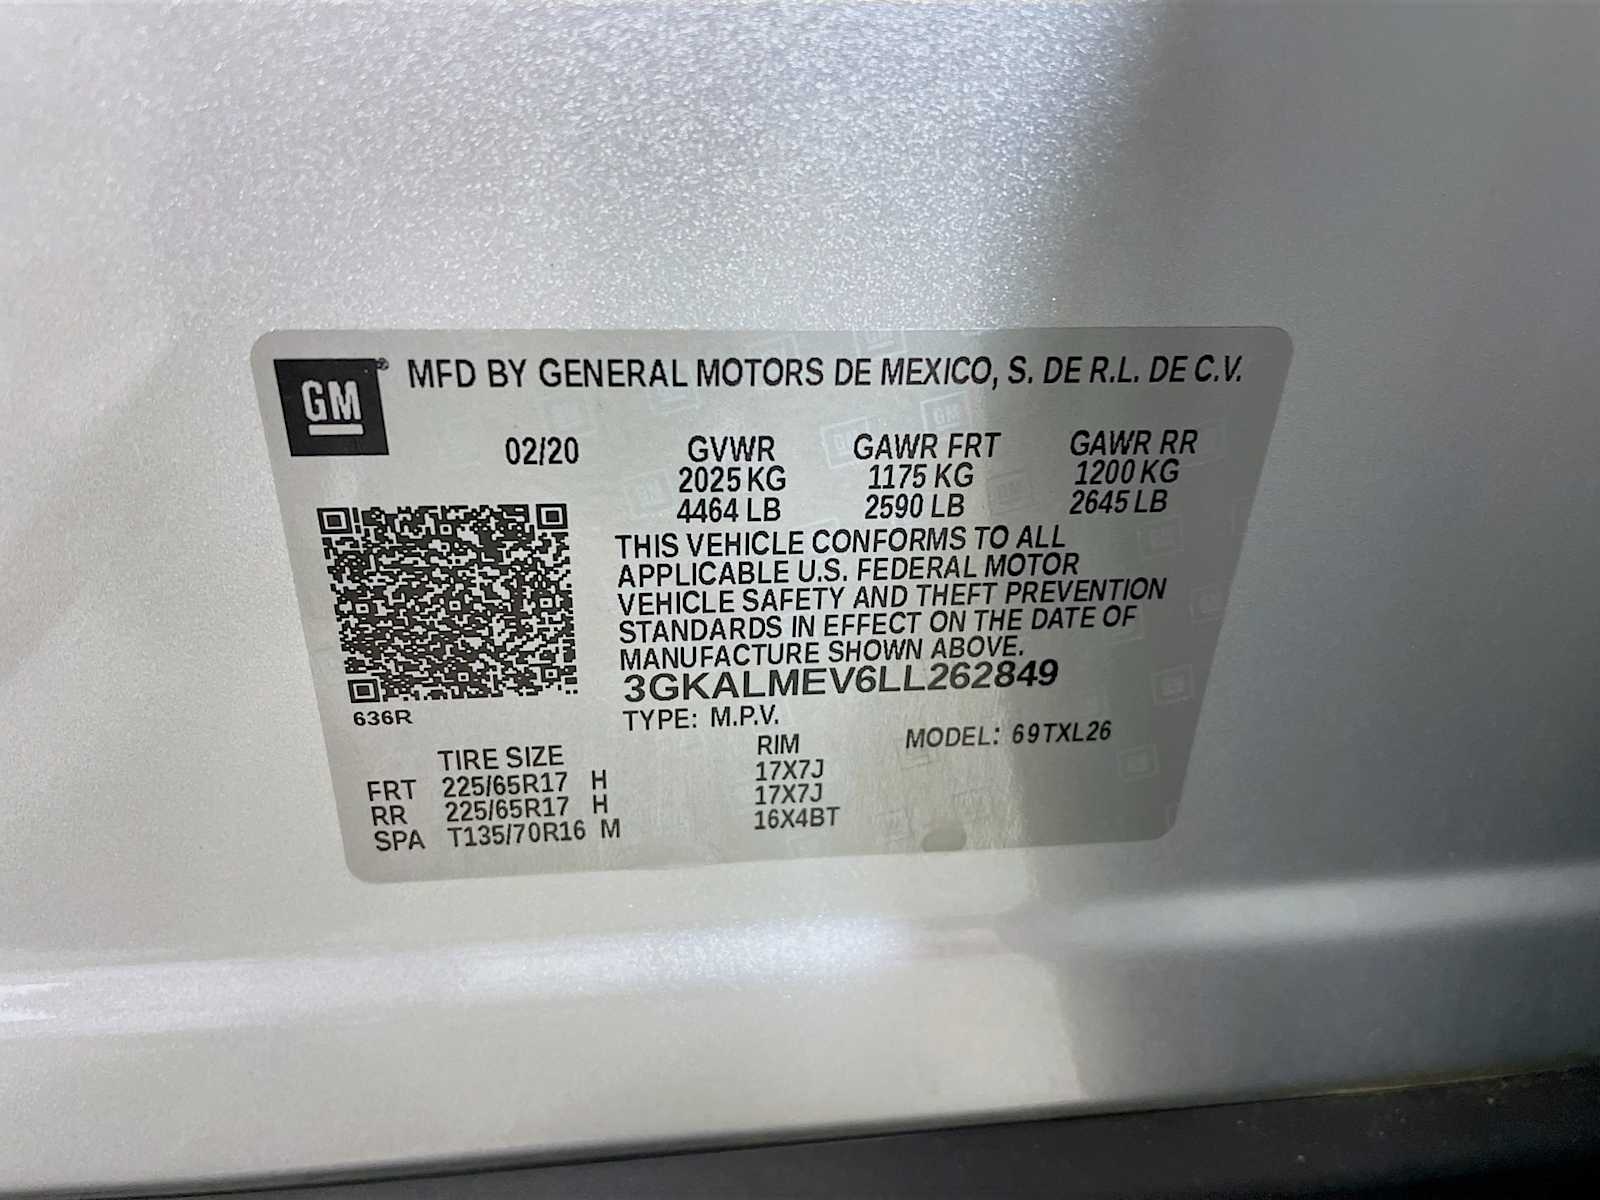 GM ® MFD BY GENERAL MOTORS DE MEXICO, S. DE R.L. DE C.V.
02/20 GVWR GAWR FRT GAWR RR
2025 KG 1175 KG 1200 KG
4464 LB 2590 LB 2645 LB
THIS VEHICLE CONFORMS TO ALL
APPLICABLE U.S. FEDERAL MOTOR
VEHICLE SAFETY AND THEFT PREVENTION
STANDARDS IN EFFECT ON THE DATE OF
MANUFACTURE SHOWN ABOVE.
3GKALMEV6LL262849
636R
TYPE: M.P.V.
MODEL: 69TXL26
TIRE SIZE RIM
FRT 225/65R17 H 17X7J
RR 225/65R17 H 17X7J
SPA T135/70R16 M 16X4BT